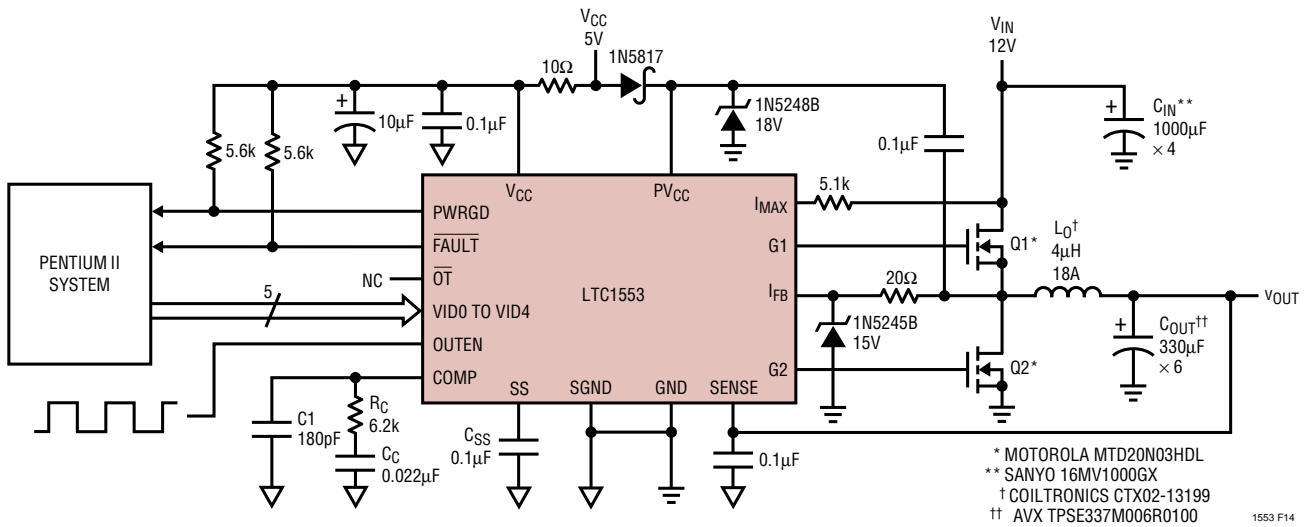 VCC
5V
VIN
12V
10Ω
1N5817
+
10µF
0.1µF
1N5248B
18V
0.1µF
+
CIN**
1000µF
× 4
5.6k
5.6k
VCC
PVCC
IMAX
5.1k
PENTIUM II
SYSTEM
PWRGD
FAULT
G1
Q1*
LO†
4µH
18A
NC
OT
LTC1553
IFB
20Ω
vOUT
5
VID0 TO VID4
1N5245B
15V
+
COUT††
330µF
× 6
OUTEN
COMP
G2
Q2*
SS
SGND
GND
SENSE
C1
180pF
RC
6.2k
CC
0.022µF
CSS
0.1µF
0.1µF
* MOTOROLA MTD20N03HDL
** SANYO 16MV1000GX
† COILTRONICS CTX02-13199
†† AVX TPSE337M006R0100
1553 F14